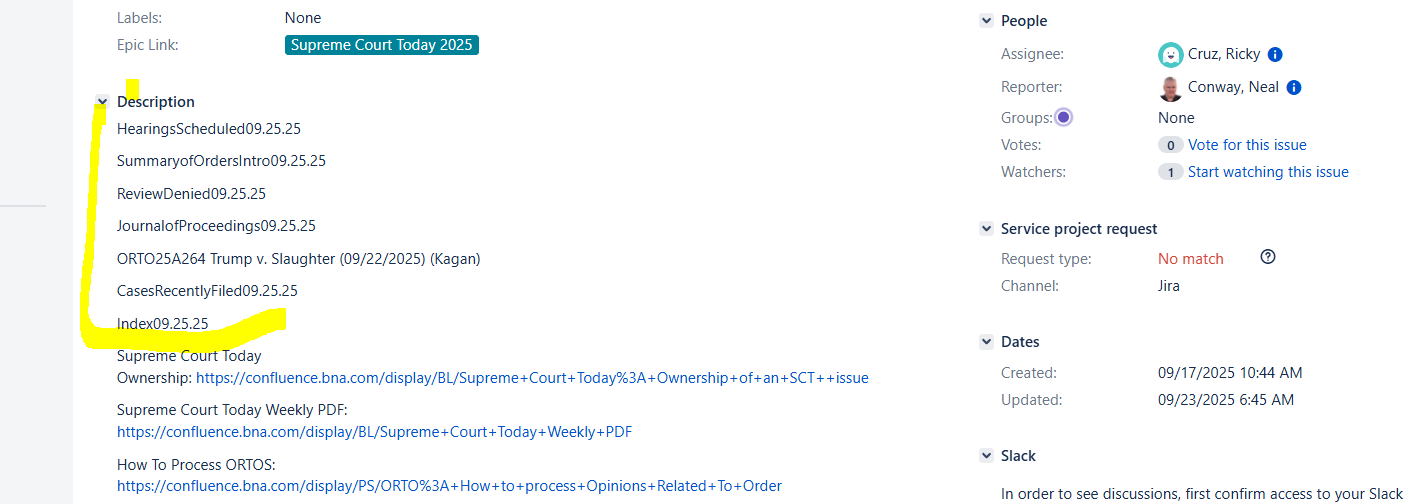 Labels: None
Epic Link: Supreme Court Today 2025
Description
HearingsScheduled09.25.25
SummaryofOrdersIntro09.25.25
ReviewDenied09.25.25
JournalofProceedings09.25.25
ORTO25A264 Trump v. Slaughter (09/22/2025) (Kagan)
CasesRecentlyFiled09.25.25
Index09.25.25
Supreme Court Today
Ownership: https://confluence.bna.com/display/BL/Supreme+Court+Today%3A+Ownership+of+an+SCT++issue
Supreme Court Today Weekly PDF:
https://confluence.bna.com/display/BL/Supreme+Court+Today+Weekly+PDF
How To Process ORTOS:
https://confluence.bna.com/display/PS/ORTO%3A+How+to+process+Opinions+Related+To+Order
People
Assignee: Cruz, Ricky
Reporter: Conway, Neal
Groups: None
Votes: 0 Vote for this issue
Watchers: 1 Start watching this issue
Service project request
Request type: No match
Channel: Jira
Dates
Created: 09/17/2025 10:44 AM
Updated: 09/23/2025 6:45 AM
Slack
In order to see discussions, first confirm access to your Slack